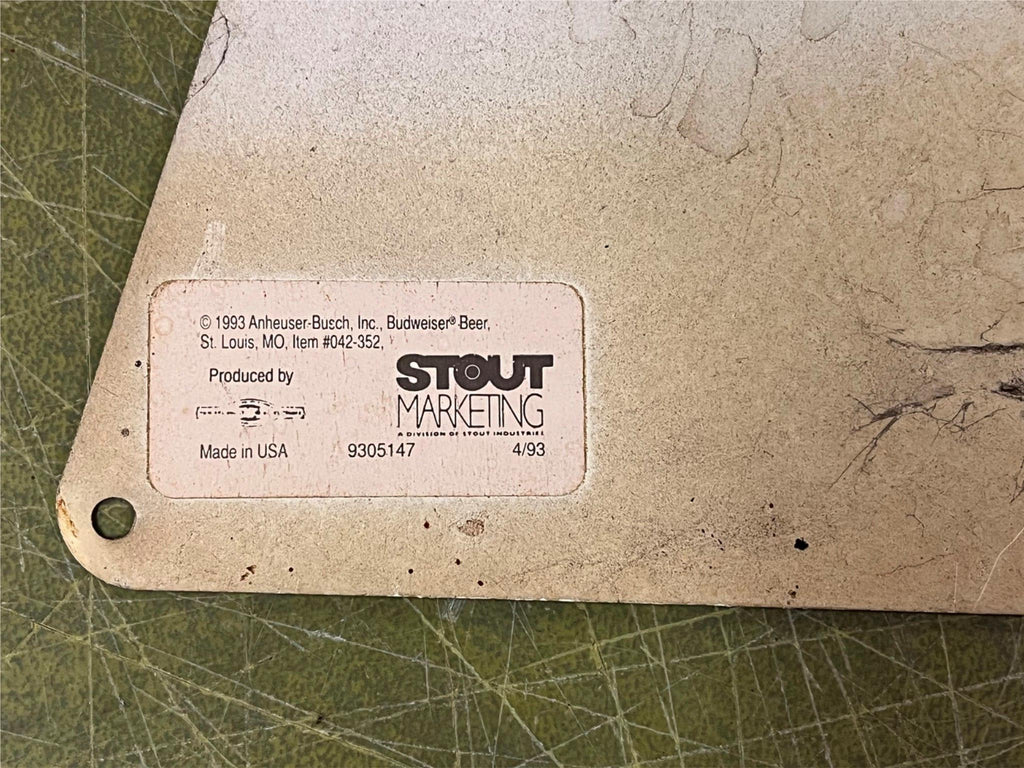 © 1993 Anheuser-Busch, Inc., Budweiser® Beer,
St. Louis, MO, Item #042-352,
Produced by
STOUT
MARKETING
A DIVISION OF STOUT INDUSTRIES
Made in USA 9305147 4/93